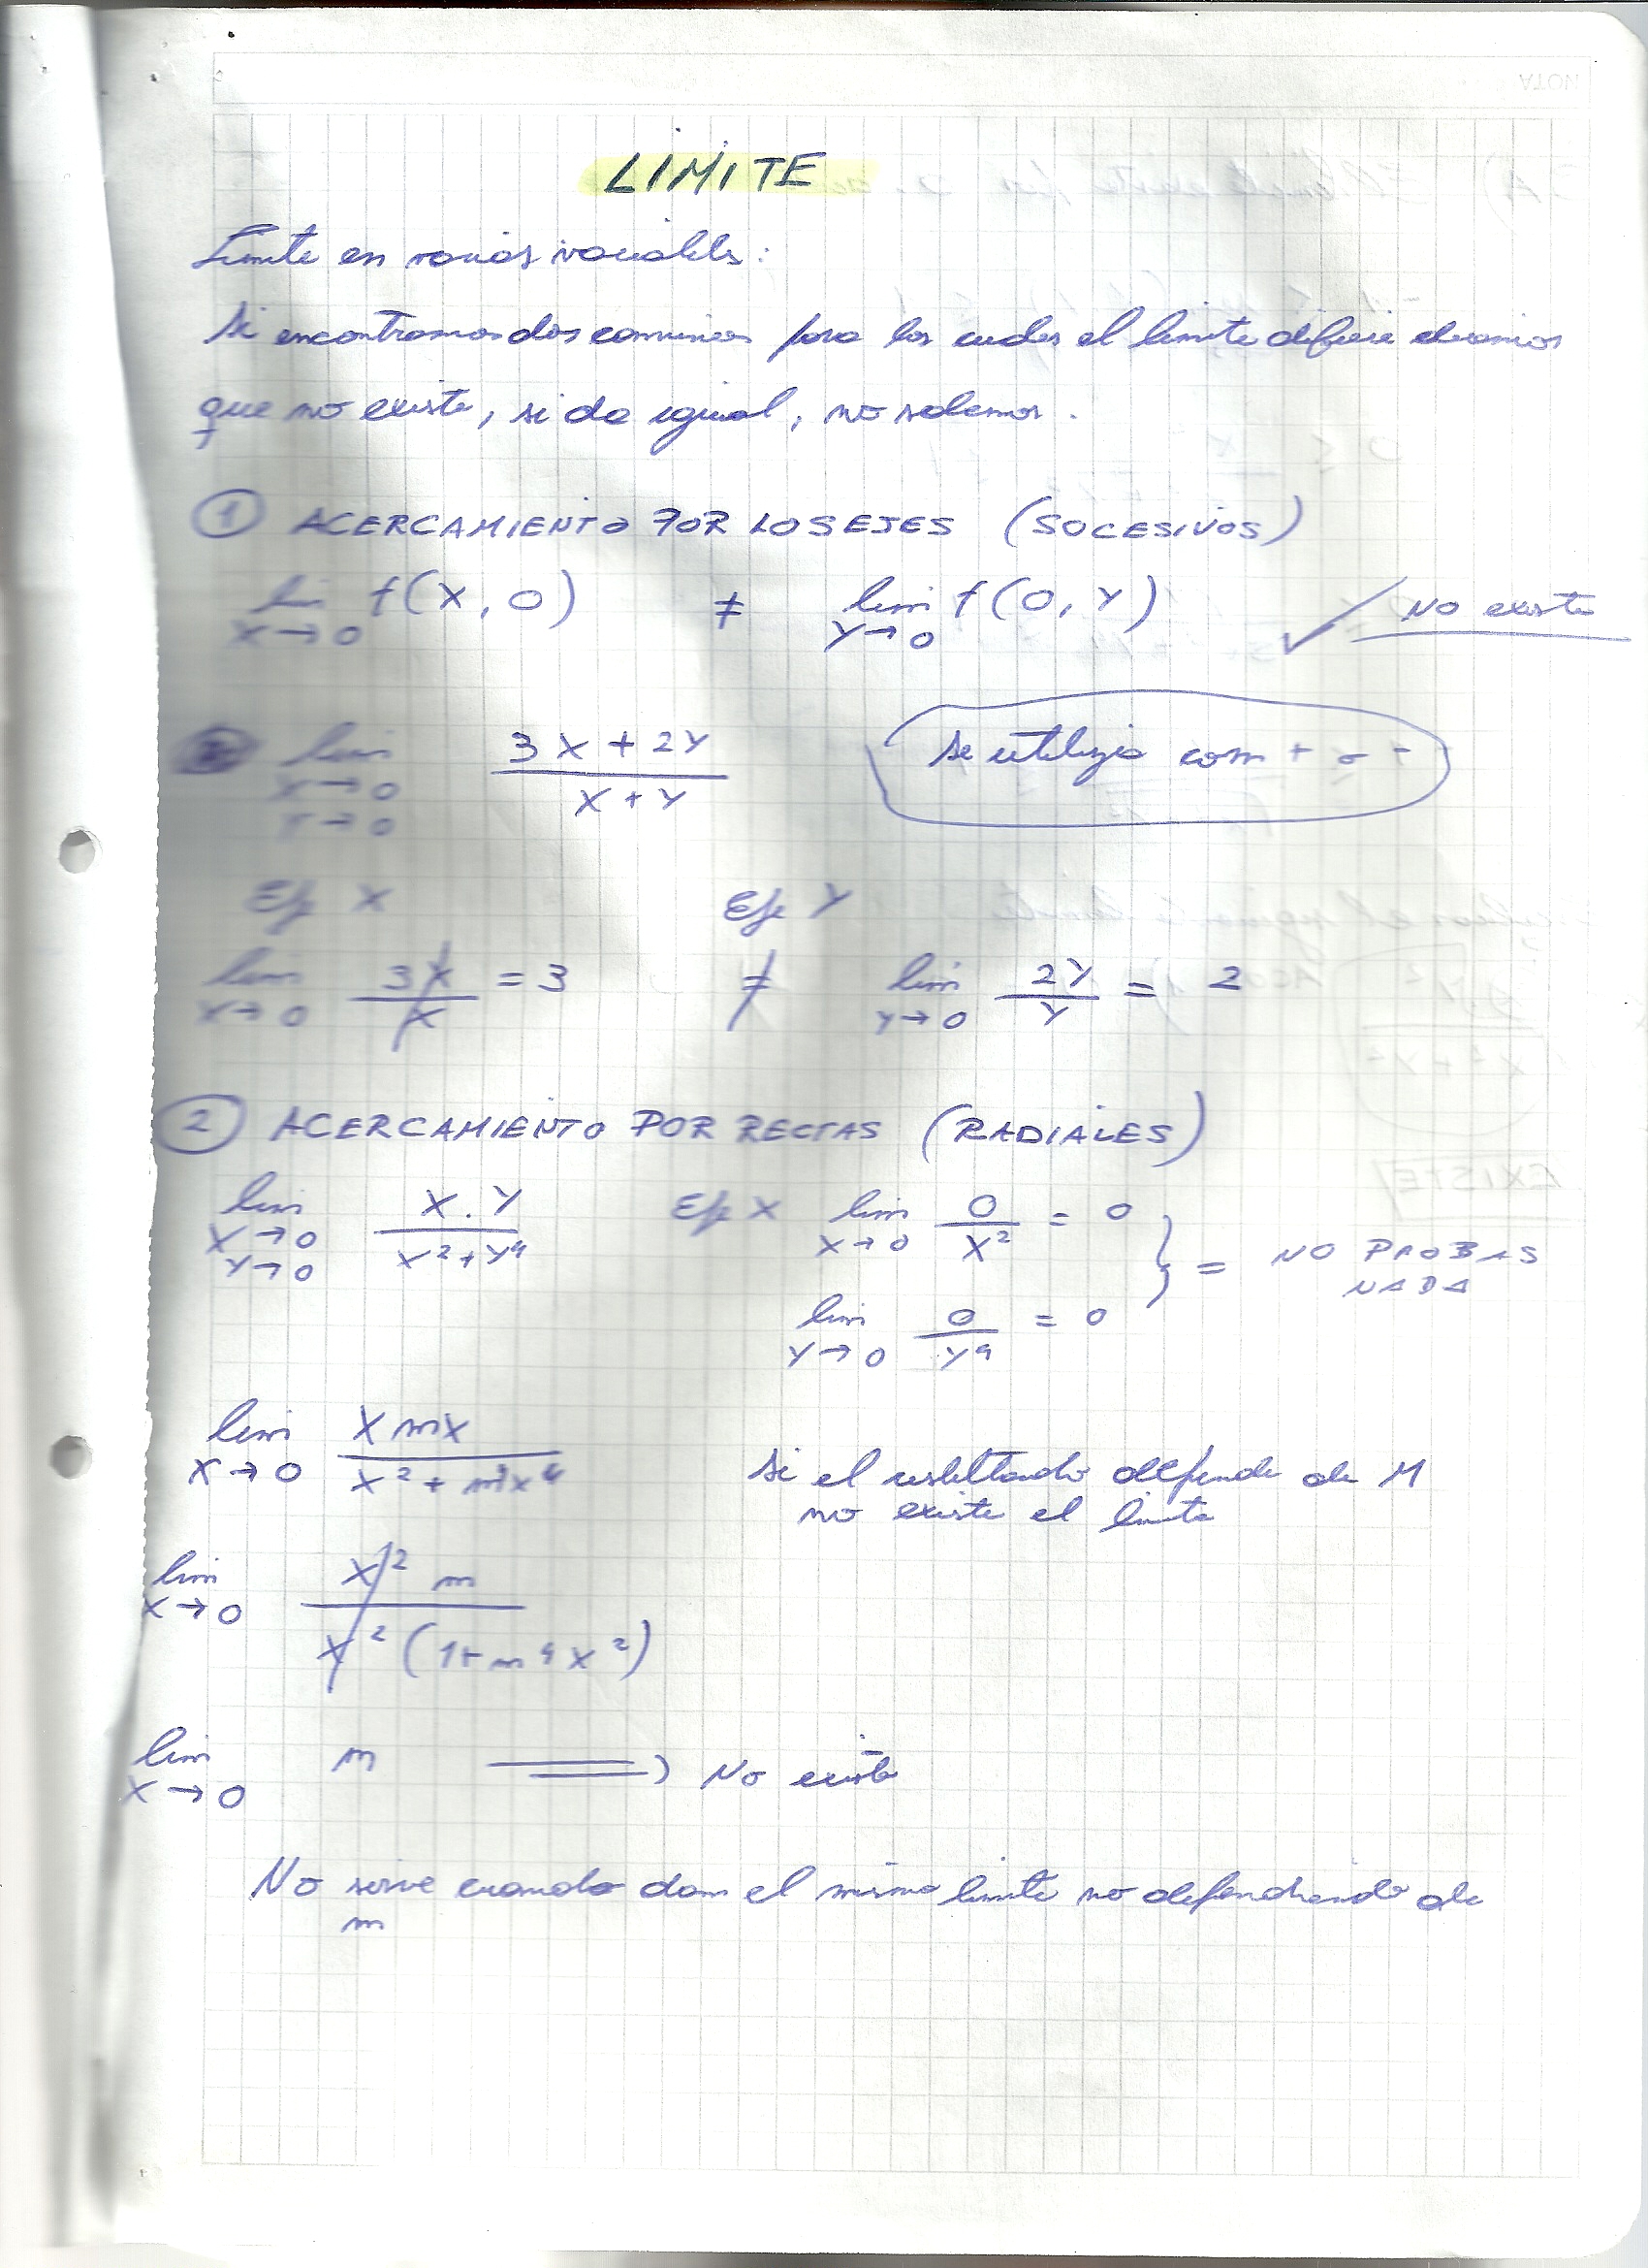 LIMITE
Limite en varias variables:
Si encontramos dos caminos para los cuales el limite difiere diremos
que no existe, si da igual, no sabemos.
① ACERCAMIENTO POR LOS EJES (SUCESIVOS)
lim x→0 f(x,0) ≠ lim y→0 f(0,y) ✓ No existe
lim x→0 y→0 (3x+2y)/(x+y) Se utiliza con + o -
Eje X Eje Y
lim x→0 3x/x = 3 ≠ lim y→0 2y/y = 2
② ACERCAMIENTO POR RECTAS (RADIALES)
lim x→0 y→0 x.y/(x²+y⁴) Eje X lim x→0 0/x² = 0 } = NO PROBAS NADA
lim y→0 0/y⁴ = 0
lim x→0 x mx/(x²+m⁴x⁴) Si el resultado depende de M
no existe el limite
lim x→0 x² m/(x²(1+m⁴x²))
lim x→0 m ⟹ No existe
No sirve cuando dan el mismo limite no dependiendo de
m